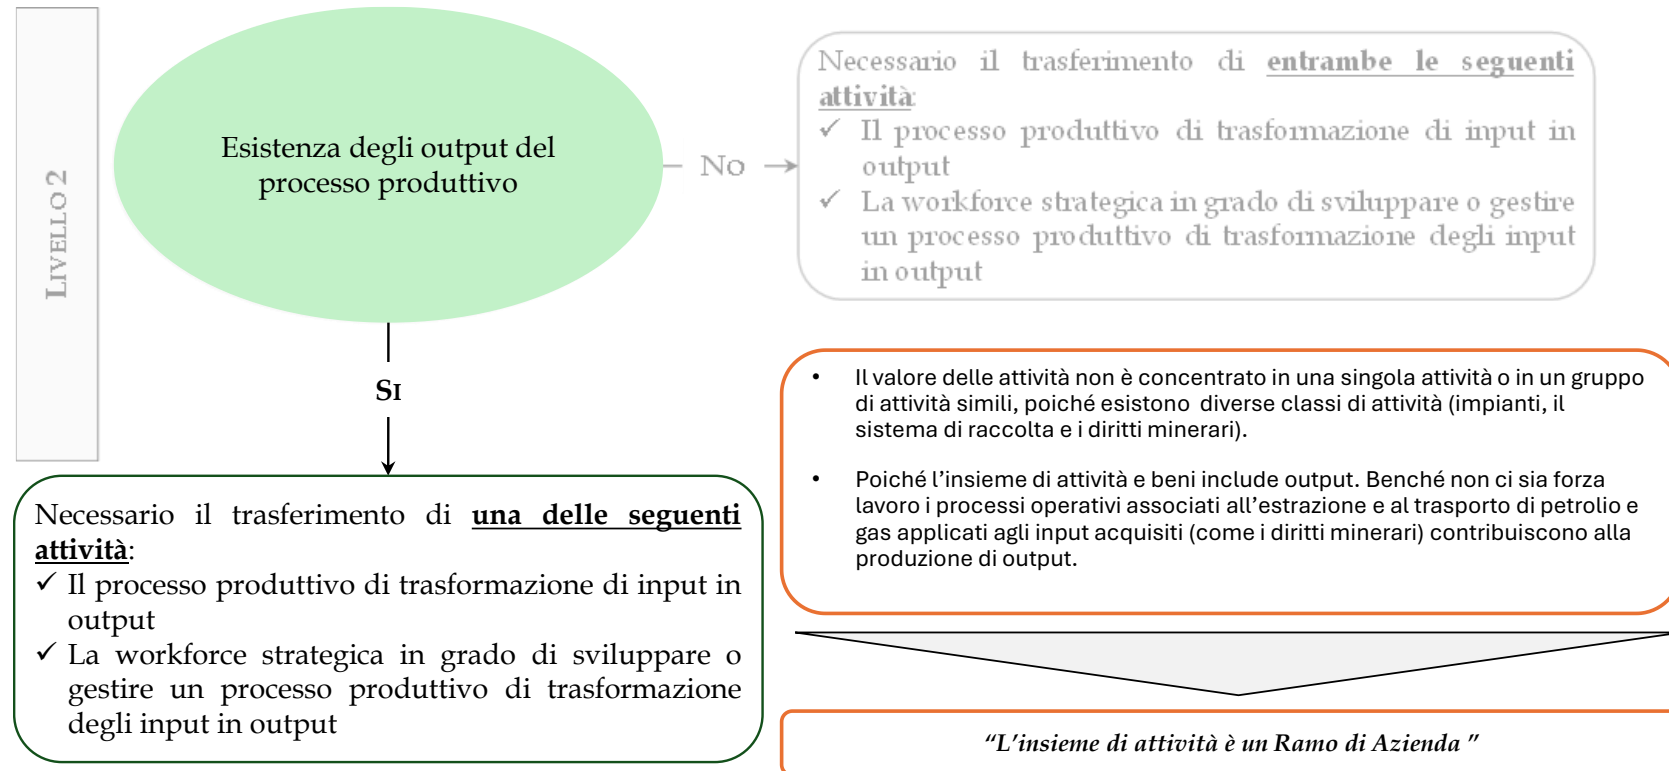 LIVELLO 2
Esistenza degli output del
processo produttivo
NO
Necessario il trasferimento di entrambe le seguenti
attività:
✓ Il processo produttivo di trasformazione di input in
output
✓ La workforce strategica in grado di sviluppare o gestire
un processo produttivo di trasformazione degli input
in output
SI
Necessario il trasferimento di una delle seguenti
attività:
✓ Il processo produttivo di trasformazione di input in
output
✓ La workforce strategica in grado di sviluppare o
gestire un processo produttivo di trasformazione
degli input in output
• Il valore delle attività non è concentrato in una singola attività o in un gruppo
di attività simili, poiché esistono diverse classi di attività (impianti, il
sistema di raccolta e i diritti minerari).
• Poiché l'insieme di attività e beni include output. Benché non ci sia forza
lavoro i processi operativi associati all'estrazione e al trasporto di petrolio e
gas applicati agli input acquisiti (come i diritti minerari) contribuiscono alla
produzione di output.
“L'insieme di attività è un Ramo di Azienda ”